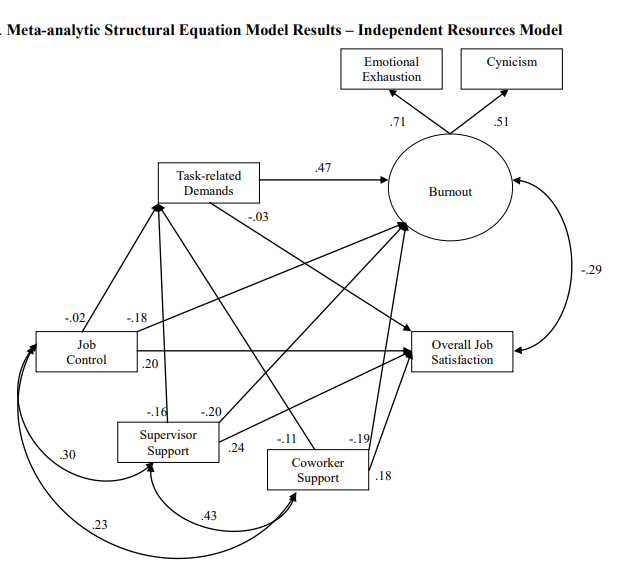 . Meta-analytic Structural Equation Model Results – Independent Resources Model
Emotional
Exhaustion
Cynicism
.71
.51
Task-related
Demands
.47
Burnout
-.03
-.29
-.02
-.18
Job
Control
.20
Overall Job
Satisfaction
-.16
-.20
Supervisor
Support
.24
-.11
-.19
Coworker
Support
.18
.30
.43
.23